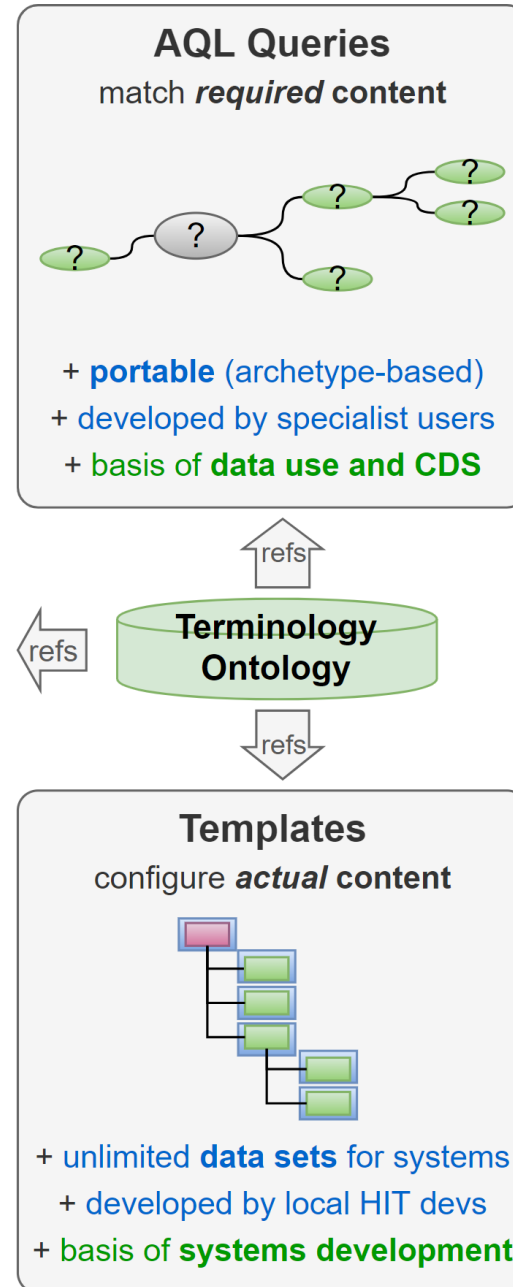 AQL Queries
match required content
?
?
?
?
?
?
+ portable (archetype-based)
+ developed by specialist users
+ basis of data use and CDS
refs
Terminology
Ontology
refs
refs
Templates
configure actual content
+ unlimited data sets for systems
+ developed by local HIT devs
+ basis of systems development